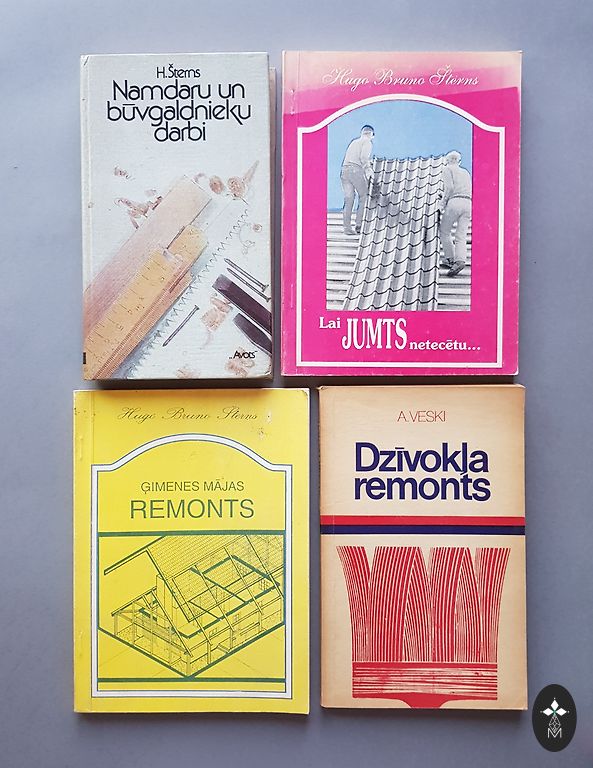 H.Šterns
Namdaru un
būvgaldnieku
darbi
„Avots"
Hugo Bruno Šterns
Lai JUMTS netecētu...
Hugo Bruno Šterns
ĢIMENES MĀJAS
REMONTS
A.VESKI
Dzīvokļa
remonts
M